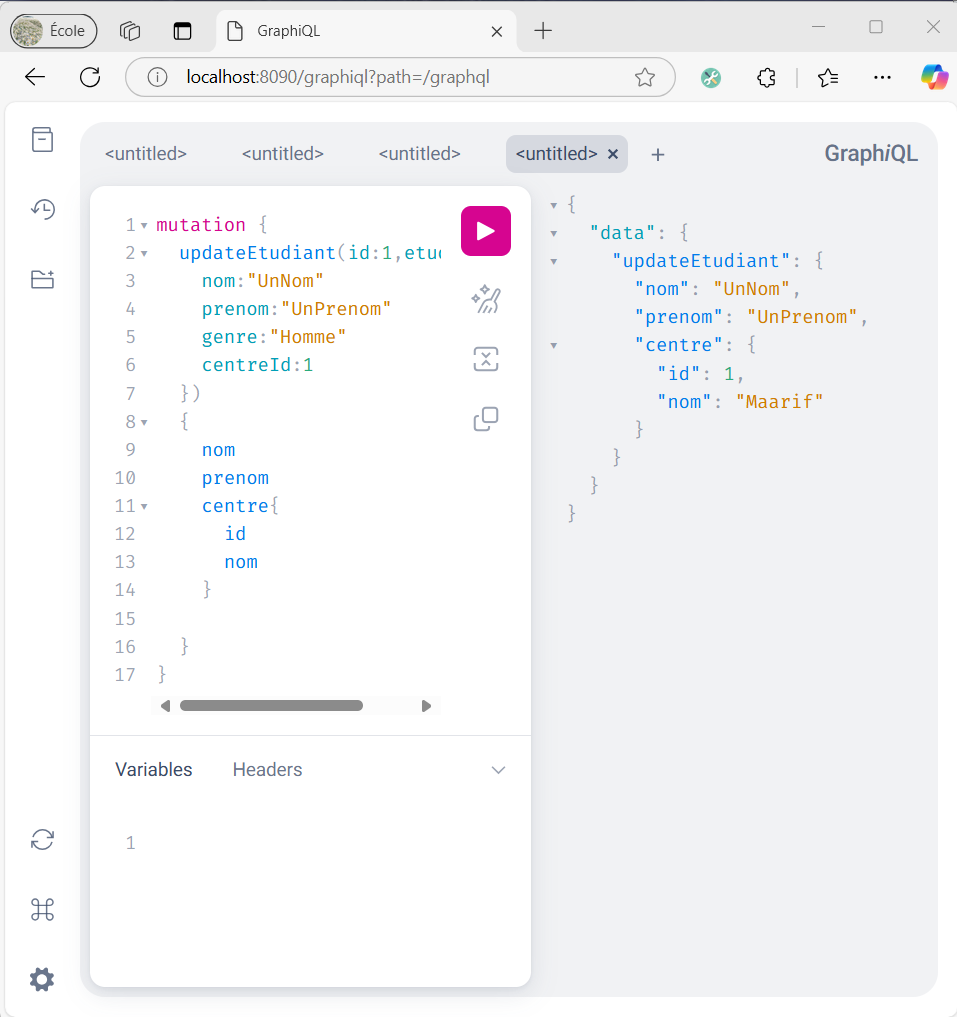 École
GraphiQL
localhost:8090/graphiql?path=/graphql
<untitled>
<untitled>
<untitled>
<untitled>
GraphiQL
1 mutation {
2 updateEtudiant(id:1,etu
3 nom:"UnNom"
4 prenom:"UnPrenom"
5 genre:"Homme"
6 centreId:1
7 })
8 {
9 nom
10 prenom
11 centre{
12 id
13 nom
14 }
15
16 }
17 }
{
"data": {
"updateEtudiant": {
"nom": "UnNom",
"prenom": "UnPrenom",
"centre": {
"id": 1,
"nom": "Maarif"
}
}
}
}
Variables Headers
1